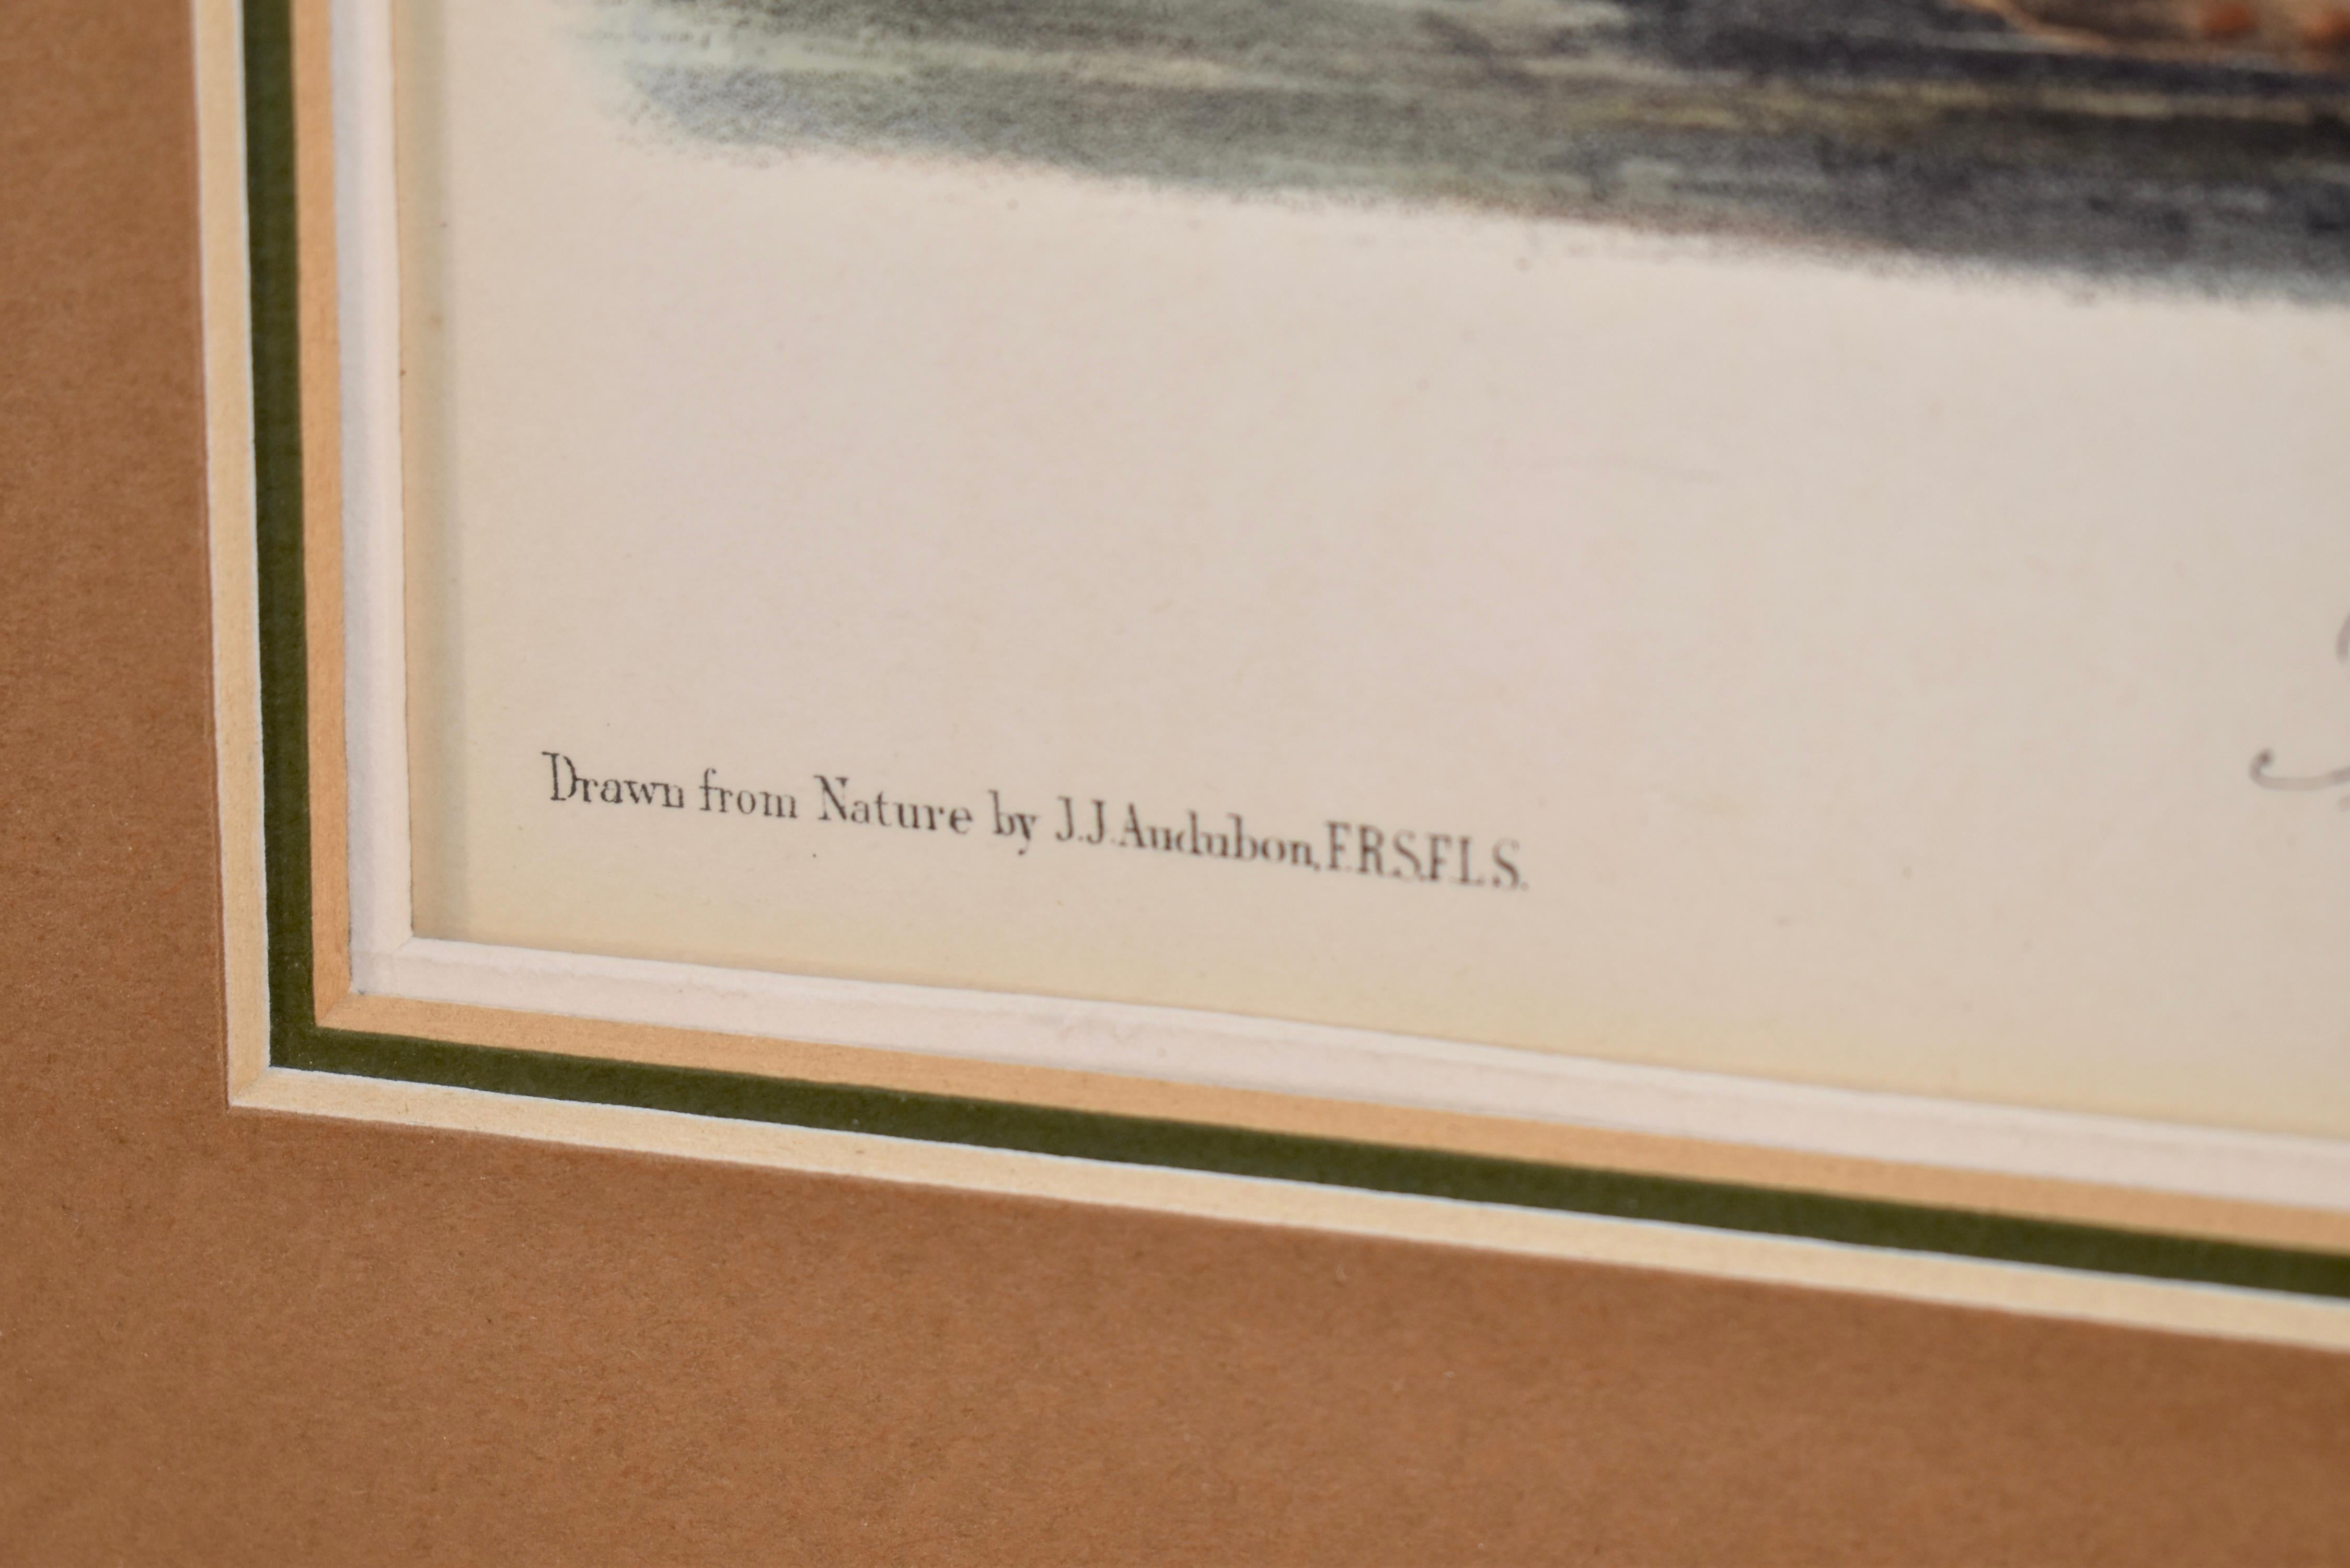 Drawn from Nature by J.J.Audubon,F.R.S.F.L.S.